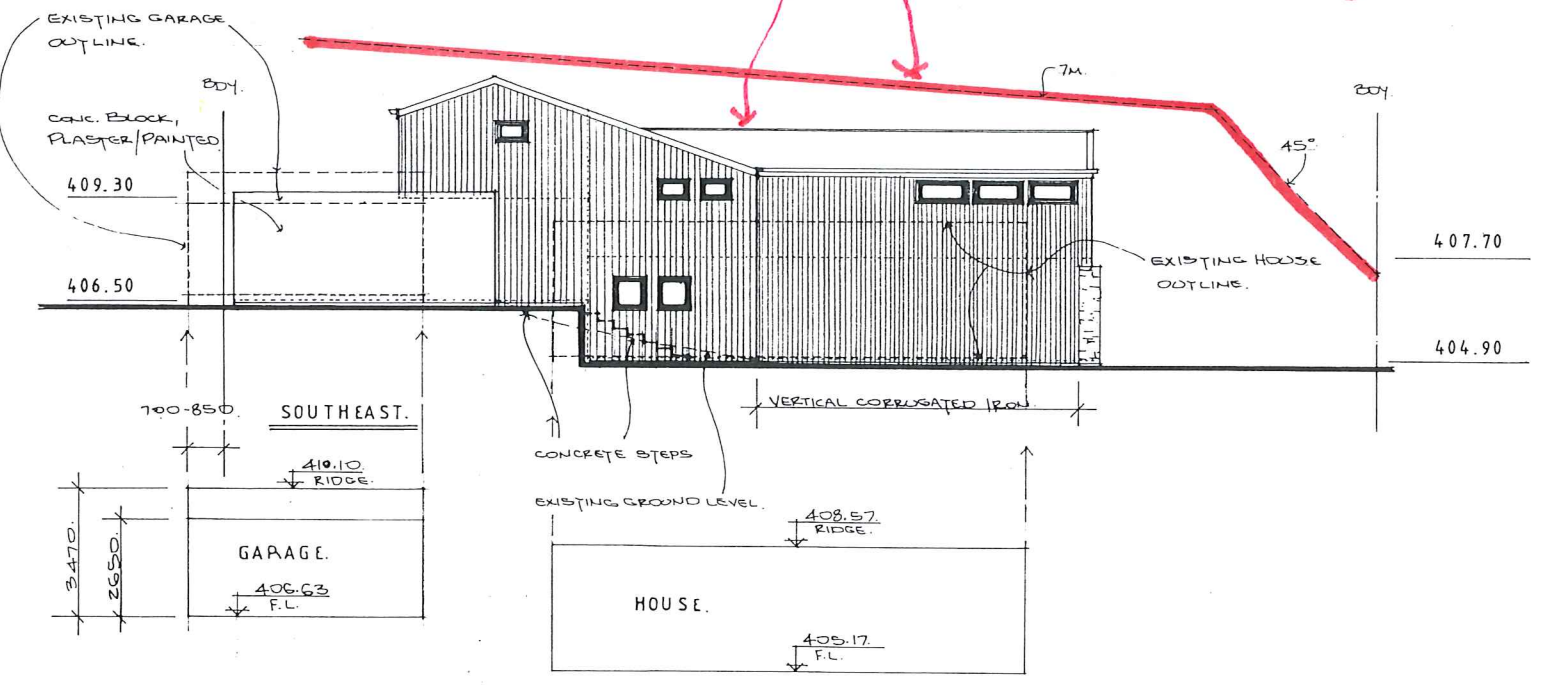 EXISTING GARAGE
OUTLINE.
BDY.
CONC. BLOCK,
PLASTER/PAINTED
409.30
406.50
7M.
BDY.
45°
407.70
EXISTING HOUSE
OUTLINE.
404.90
700-850.
SOUTHEAST.
VERTICAL CORRUGATED IRON.
CONCRETE STEPS
EXISTING GROUND LEVEL.
410.10.
RIDGE.
3470.
2650.
GARAGE.
406.63
F.L.
408.57.
RIDGE.
HOUSE.
405.17.
F.L.